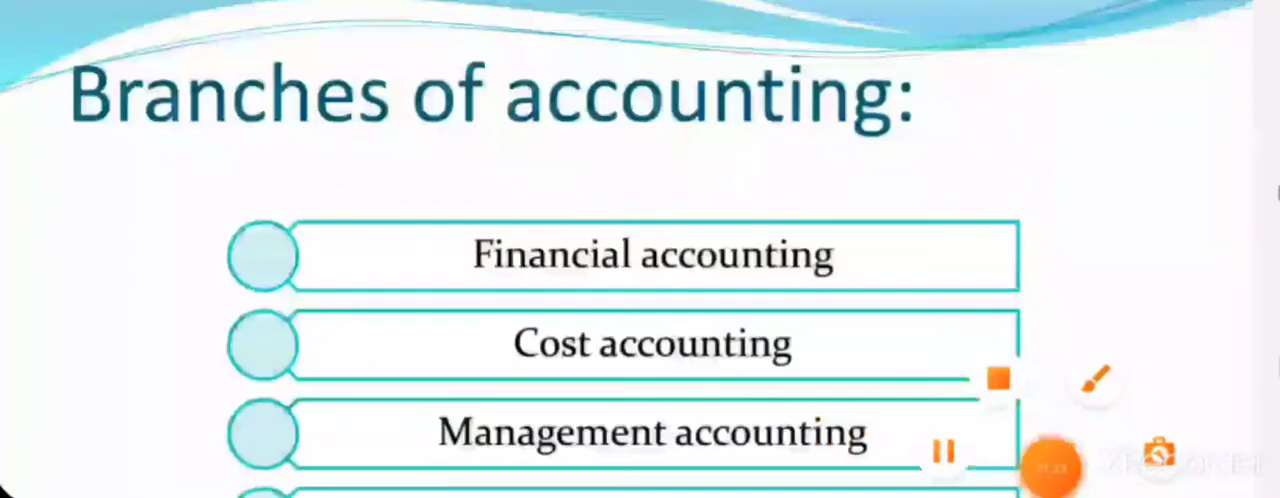 Branches of accounting:
Financial accounting
Cost accounting
Management accounting